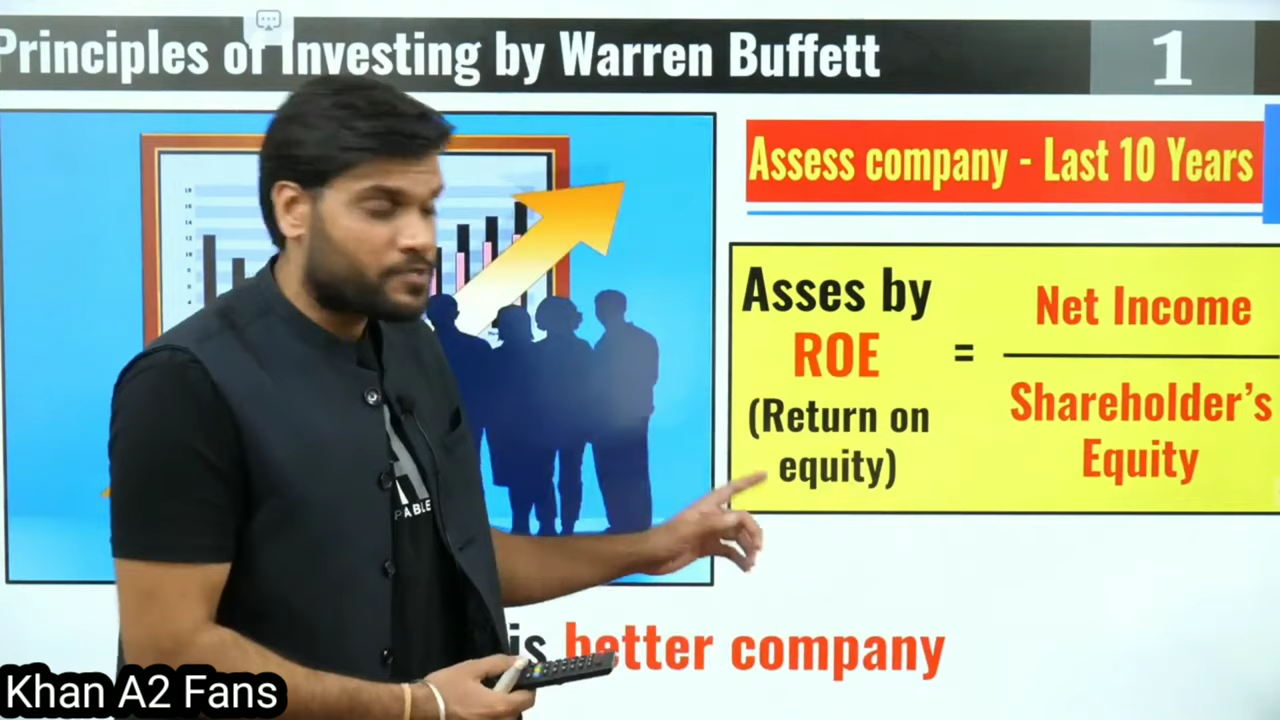 Principles of Investing by Warren Buffett
1
Assess company - Last 10 Years
Asses by
ROE
(Return on
equity)
=
Net Income
Shareholder's
Equity
PABLE
is better company
Khan A2 Fans